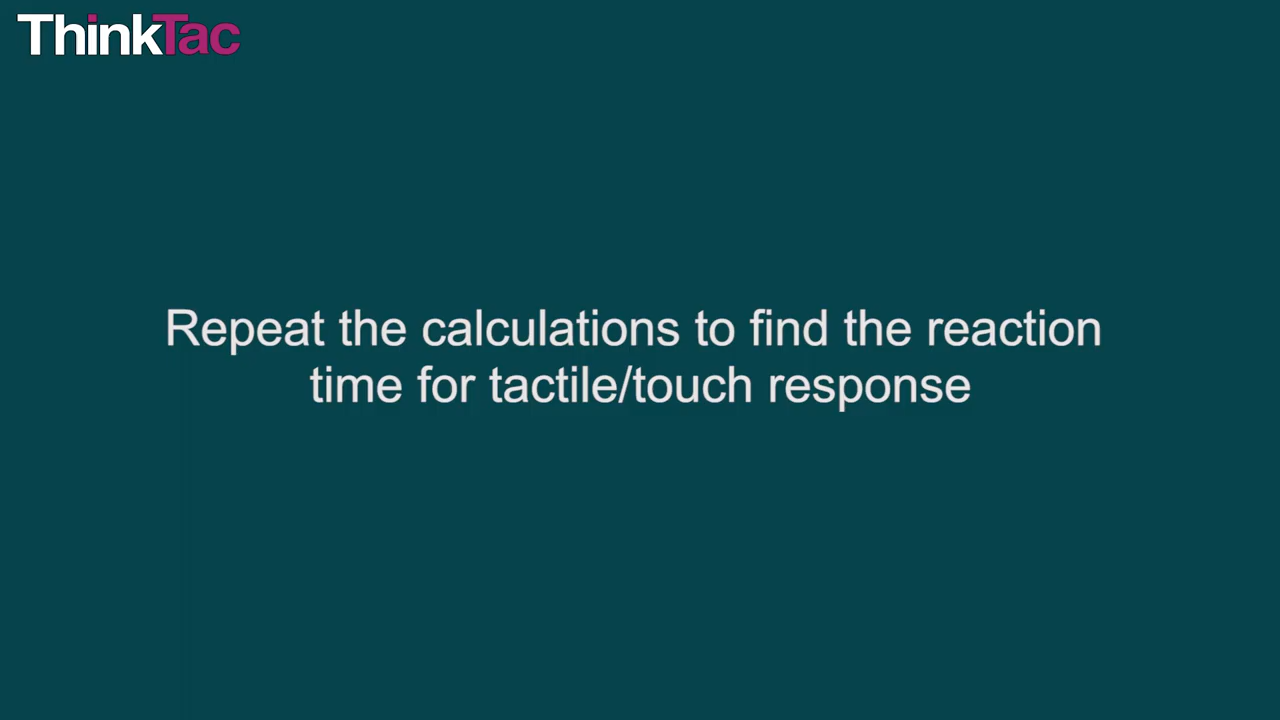 ThinkTac
Repeat the calculations to find the reaction
time for tactile/touch response